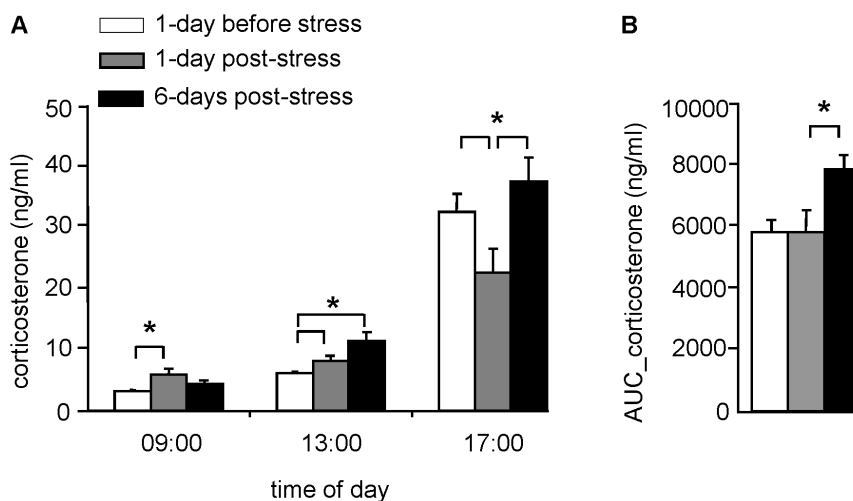 A
1-day before stress
1-day post-stress
6-days post-stress
corticosterone (ng/ml)
50
40
30
20
10
0
*
*
*
09:00
13:00
17:00
time of day
B
AUC_corticosterone (ng/ml)
10000
8000
6000
4000
2000
0
*